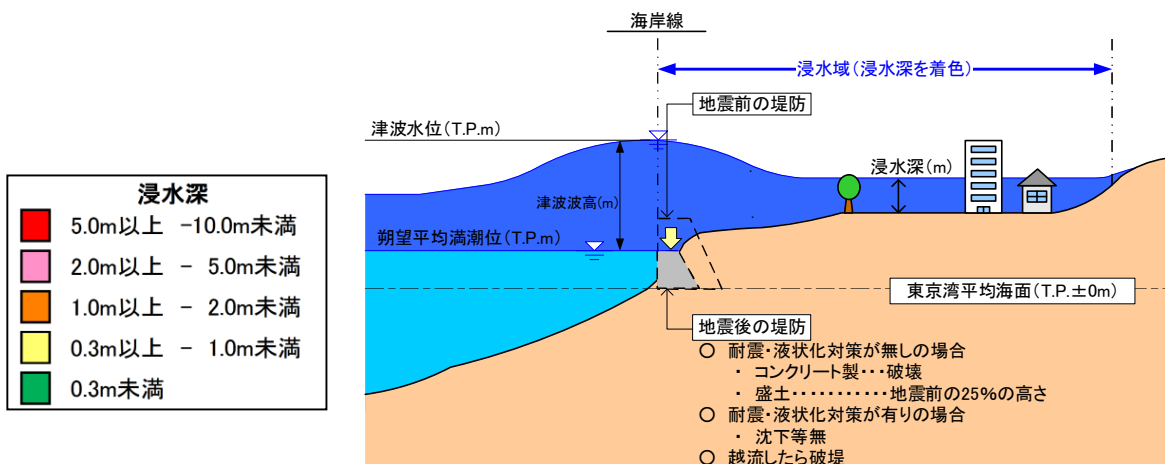 浸水深
5.0m以上 -10.0m未満
2.0m以上 - 5.0m未満
1.0m以上 - 2.0m未満
0.3m以上 - 1.0m未満
0.3m未満
海岸線
浸水域(浸水深を着色)
地震前の堤防
津波水位(T.P.m)
浸水深(m)
津波波高(m)
朔望平均満潮位(T.P.m)
東京湾平均海面(T.P.±0m)
地震後の堤防
○ 耐震・液状化対策が無しの場合
・ コンクリート製・・・破壊
・ 盛土・・・・・・・・・・・地震前の25%の高さ
○ 耐震・液状化対策が有りの場合
・ 沈下等無
○ 越流したら破堤